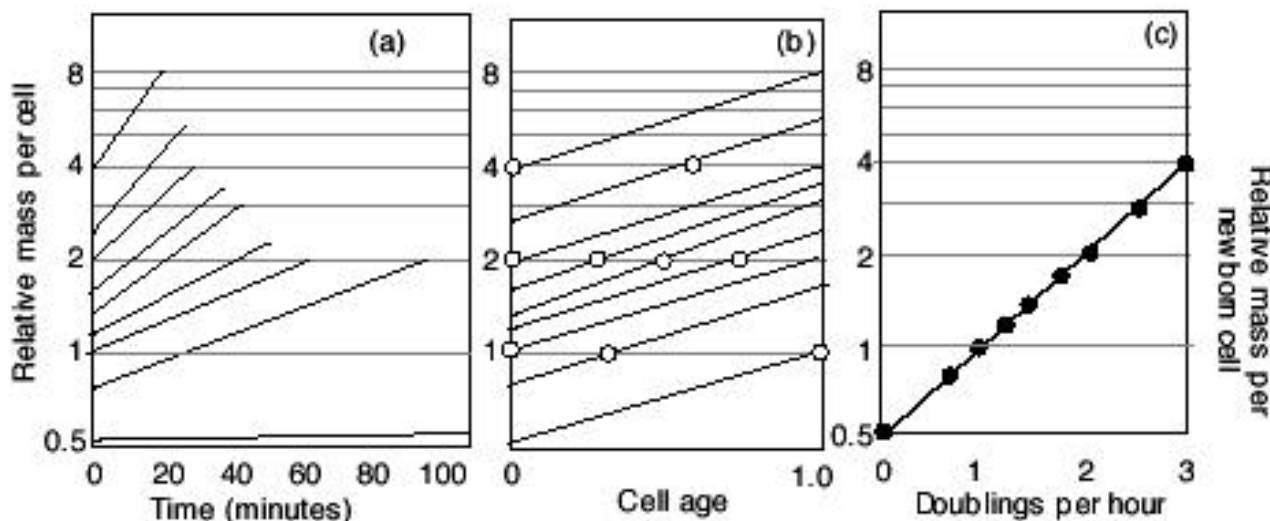 (a)
Relative mass per cell
8
4
2
1
0.5
0 20 40 60 80 100
Time (minutes)
(b)
8
4
2
1
0 1.0
Cell age
(c)
8
4
2
1
0.5
0 1 2 3
Doublings per hour
Relative mass per
newborn cell